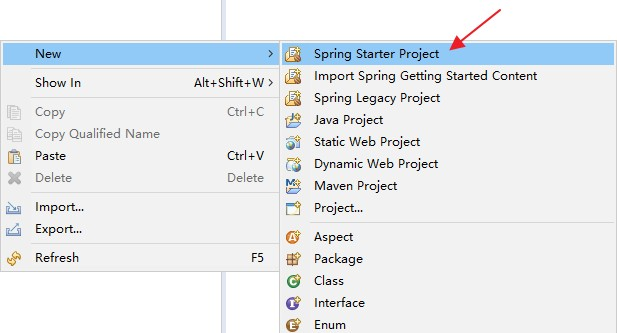 New
Show In Alt+Shift+W
Copy Ctrl+C
Copy Qualified Name
Paste Ctrl+V
Delete Delete
Import...
Export...
Refresh F5
Spring Starter Project
Import Spring Getting Started Content
Spring Legacy Project
Java Project
Static Web Project
Dynamic Web Project
Maven Project
Project...
Aspect
Package
Class
Interface
Enum